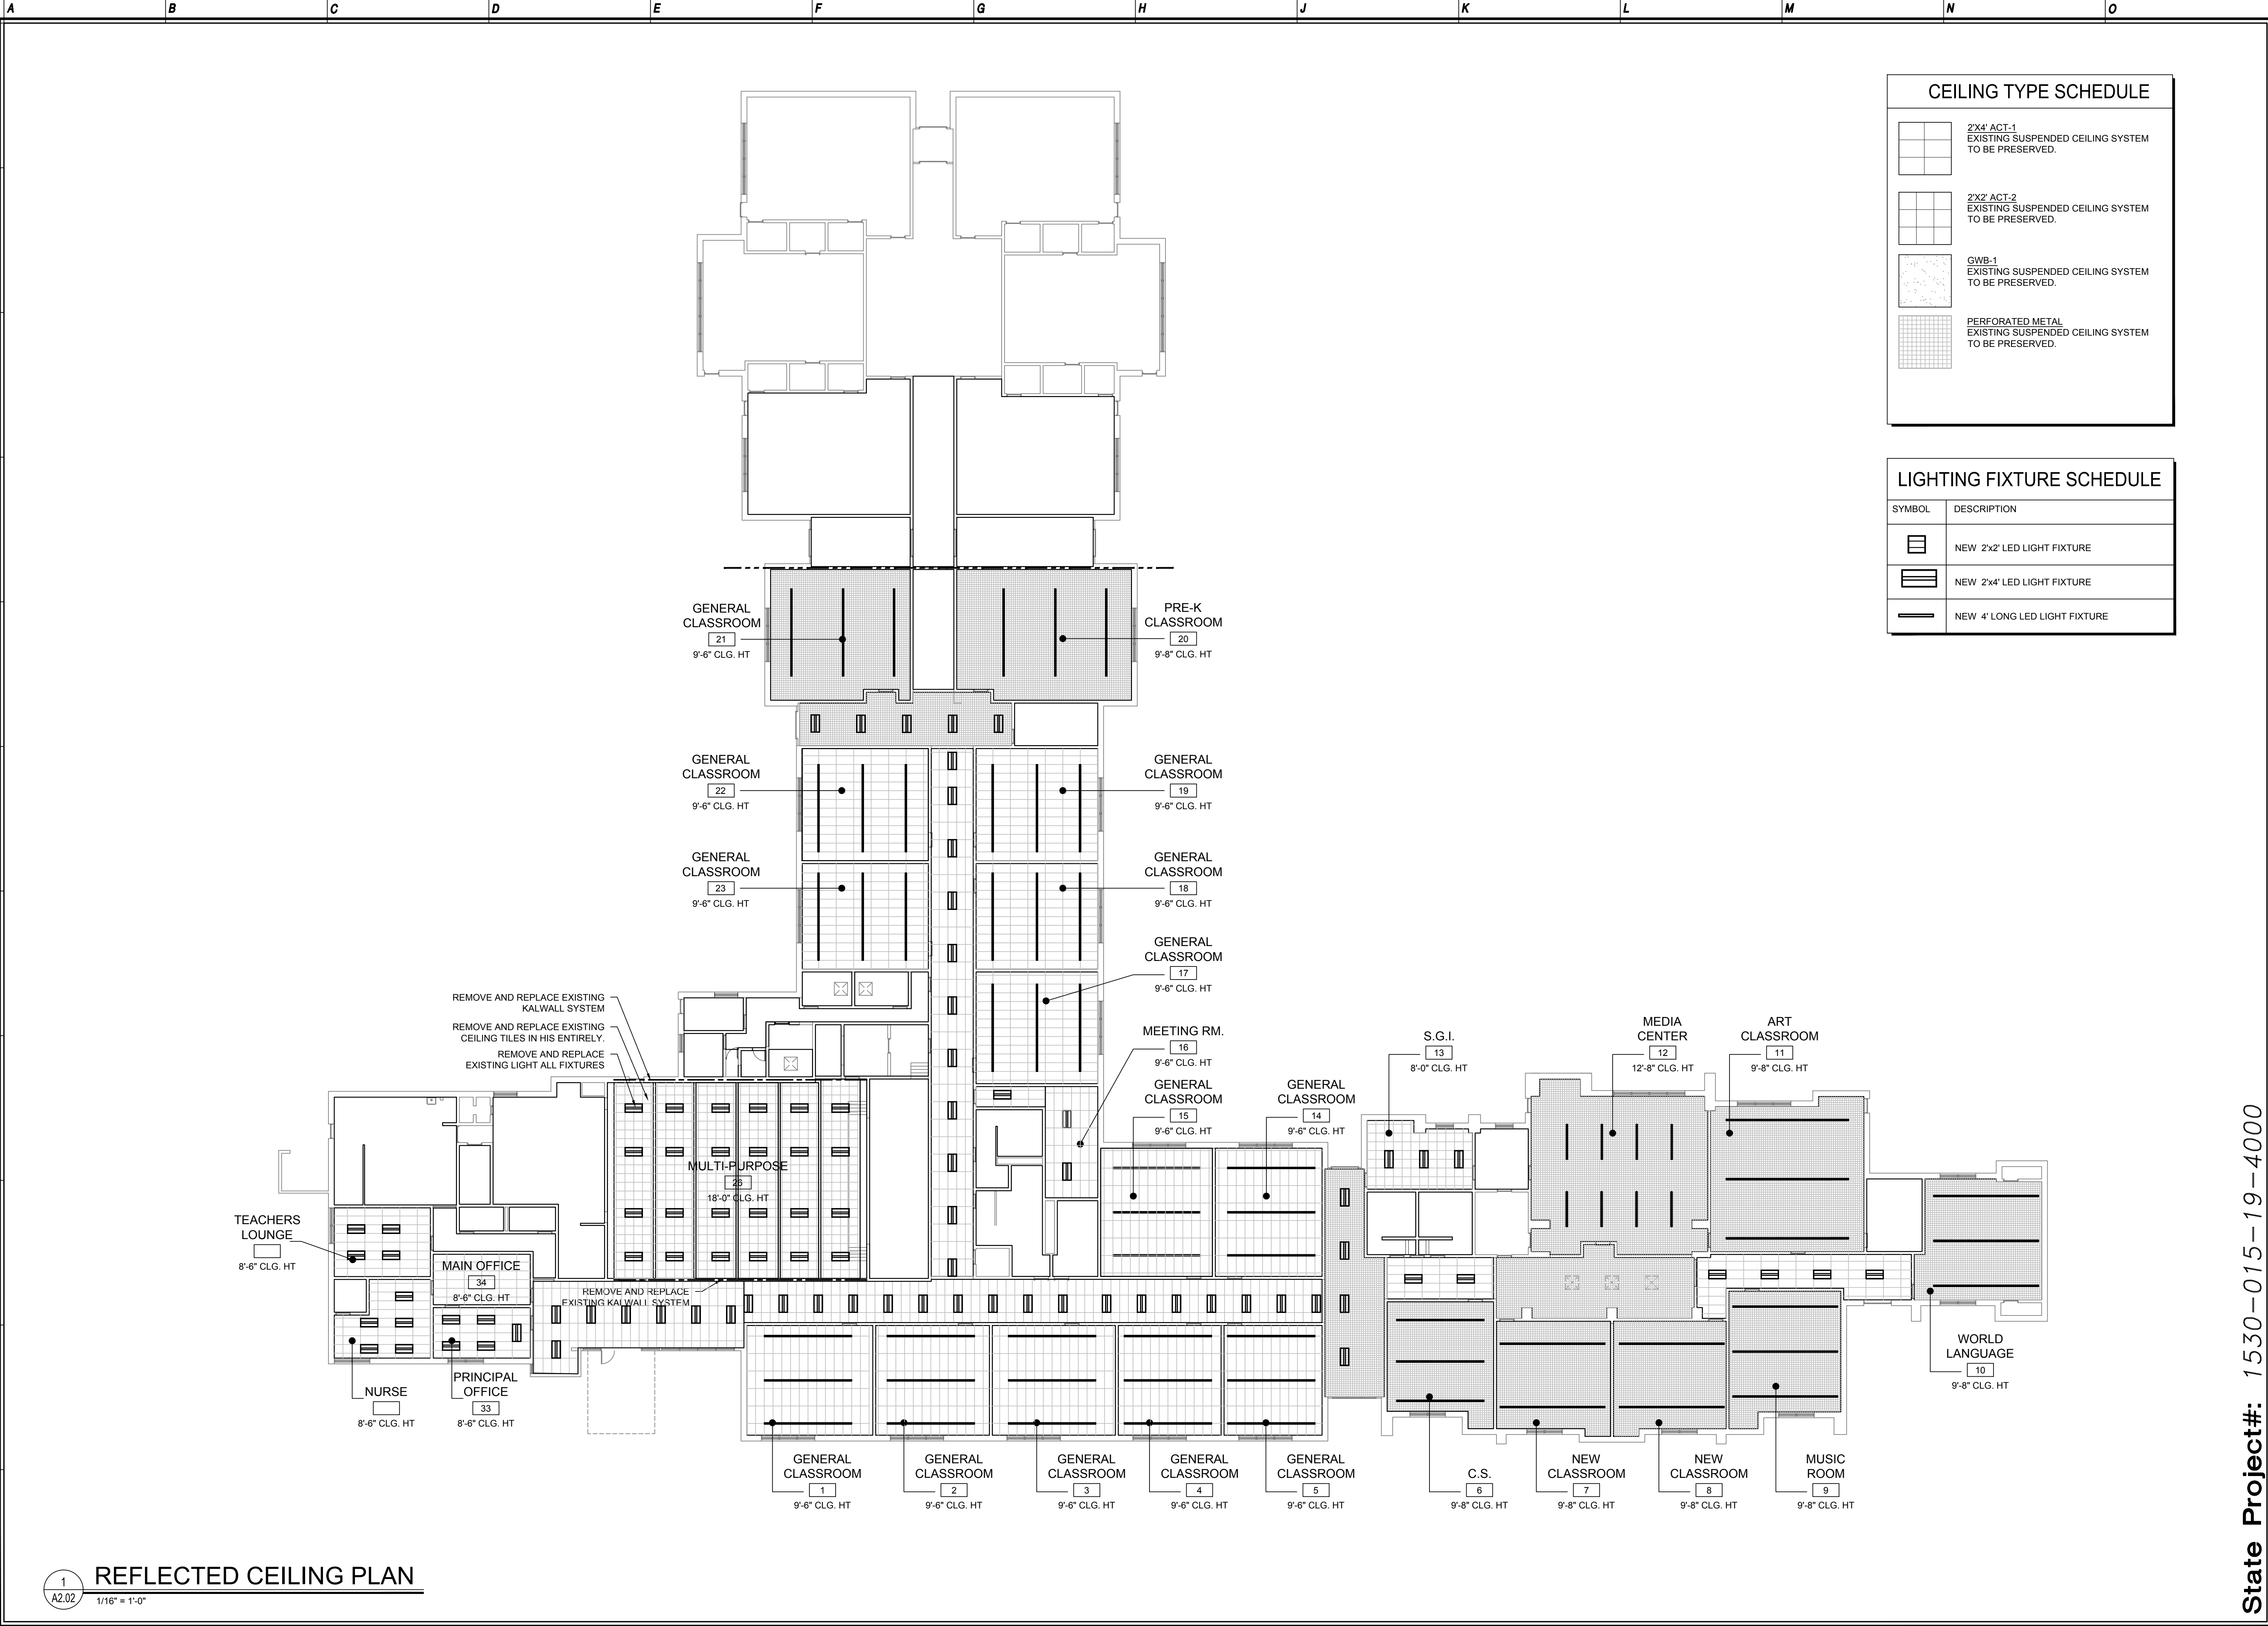 A B C D E F G H J K L M N O
CEILING TYPE SCHEDULE
2'X4' ACT-1
EXISTING SUSPENDED CEILING SYSTEM
TO BE PRESERVED.
2'X2' ACT-2
EXISTING SUSPENDED CEILING SYSTEM
TO BE PRESERVED.
GWB-1
EXISTING SUSPENDED CEILING SYSTEM
TO BE PRESERVED.
PERFORATED METAL
EXISTING SUSPENDED CEILING SYSTEM
TO BE PRESERVED.
LIGHTING FIXTURE SCHEDULE
SYMBOL DESCRIPTION
NEW 2'x2' LED LIGHT FIXTURE
NEW 2'x4' LED LIGHT FIXTURE
NEW 4' LONG LED LIGHT FIXTURE
GENERAL
CLASSROOM
21
9'-6" CLG. HT
PRE-K
CLASSROOM
20
9'-8" CLG. HT
GENERAL
CLASSROOM
22
9'-6" CLG. HT
GENERAL
CLASSROOM
19
9'-6" CLG. HT
GENERAL
CLASSROOM
23
9'-6" CLG. HT
GENERAL
CLASSROOM
18
9'-6" CLG. HT
GENERAL
CLASSROOM
17
9'-6" CLG. HT
REMOVE AND REPLACE EXISTING
KALWALL SYSTEM
REMOVE AND REPLACE EXISTING
CEILING TILES IN HIS ENTIRELY.
REMOVE AND REPLACE
EXISTING LIGHT ALL FIXTURES
MEETING RM.
16
9'-6" CLG. HT
GENERAL
CLASSROOM
15
9'-6" CLG. HT
GENERAL
CLASSROOM
14
9'-6" CLG. HT
S.G.I.
13
8'-0" CLG. HT
MEDIA
CENTER
12
12'-8" CLG. HT
ART
CLASSROOM
11
9'-8" CLG. HT
MULTI-PURPOSE
26
18'-0" CLG. HT
TEACHERS
LOUNGE
8'-6" CLG. HT
MAIN OFFICE
34
8'-6" CLG. HT
REMOVE AND REPLACE
EXISTING KALWALL SYSTEM
NURSE
8'-6" CLG. HT
PRINCIPAL
OFFICE
33
8'-6" CLG. HT
WORLD
LANGUAGE
10
9'-8" CLG. HT
GENERAL
CLASSROOM
1
9'-6" CLG. HT
GENERAL
CLASSROOM
2
9'-6" CLG. HT
GENERAL
CLASSROOM
3
9'-6" CLG. HT
GENERAL
CLASSROOM
4
9'-6" CLG. HT
GENERAL
CLASSROOM
5
9'-6" CLG. HT
C.S.
6
9'-8" CLG. HT
NEW
CLASSROOM
7
9'-8" CLG. HT
NEW
CLASSROOM
8
9'-8" CLG. HT
MUSIC
ROOM
9
9'-8" CLG. HT
1
A2.02
REFLECTED CEILING PLAN
1/16" = 1'-0"
State Project#: 1530-015-19-4000